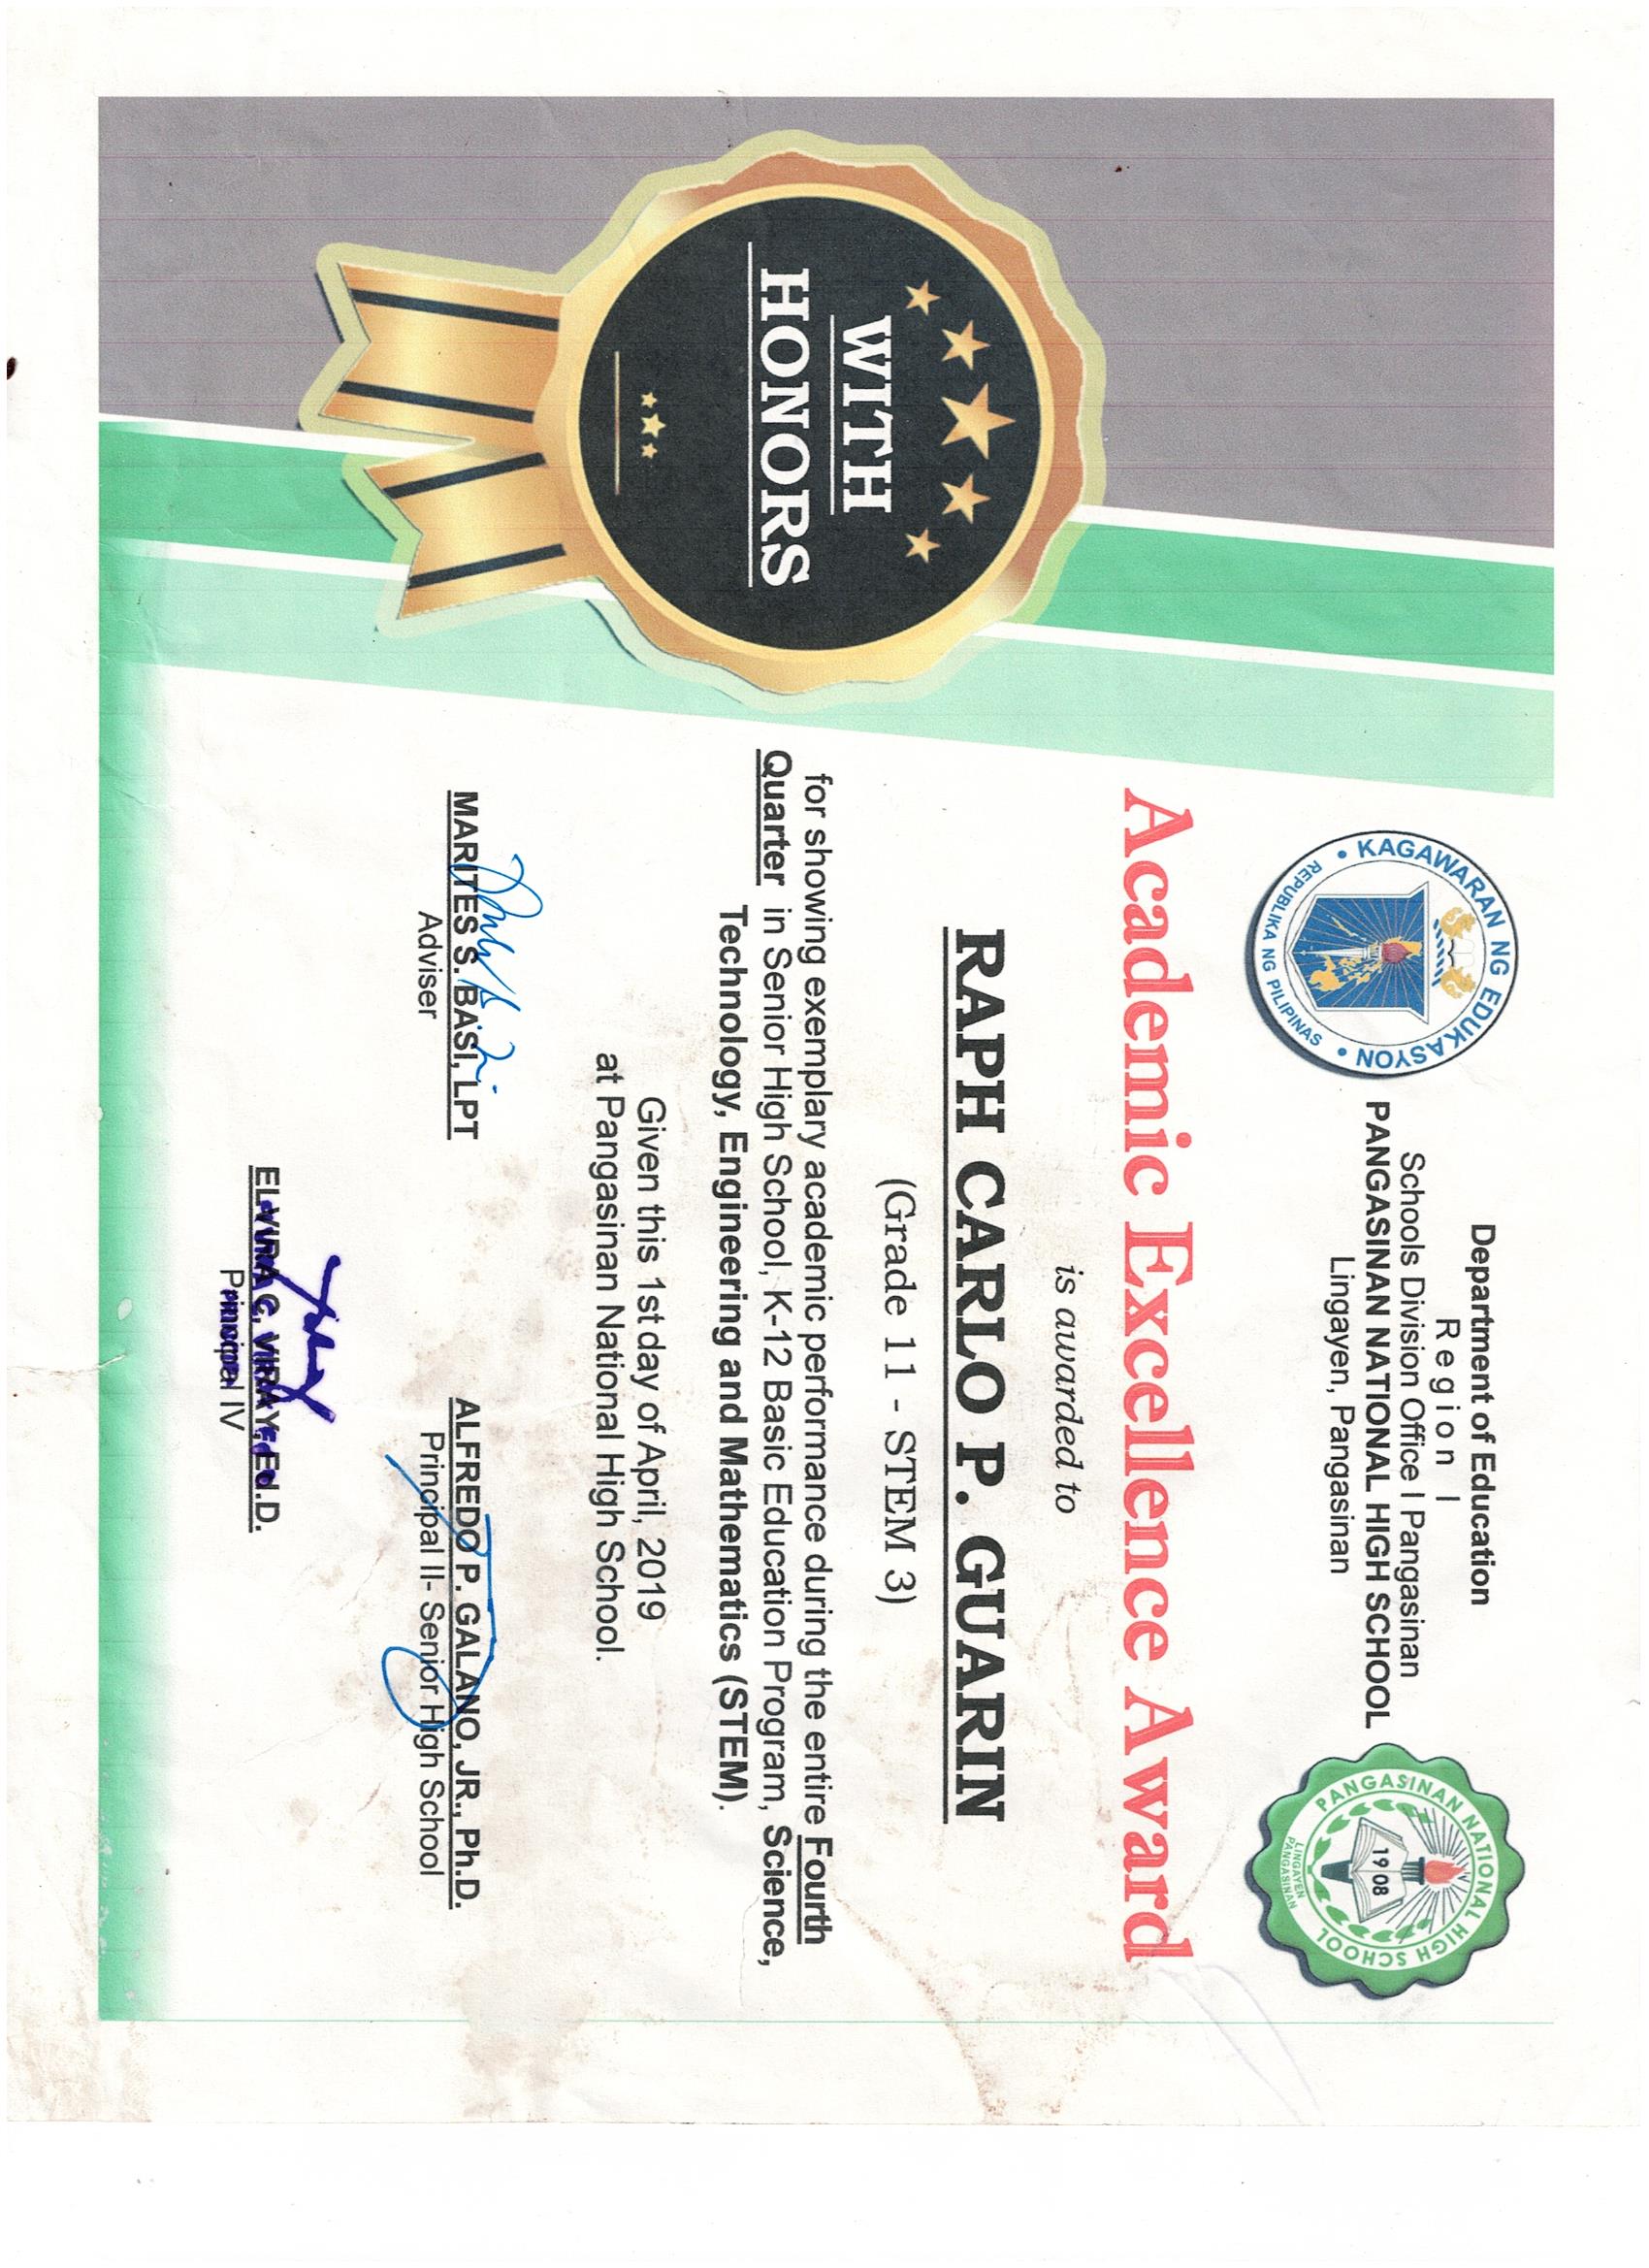 KAGAWARAN NG EDUKASYON
REPUBLIKA NG PILIPINAS
Department of Education
Region I
Schools Division Office I Pangasinan
PANGASINAN NATIONAL HIGH SCHOOL
Lingayen, Pangasinan
PANGASINAN NATIONAL HIGH SCHOOL
1908
LINGAYEN
PANGASINAN
Academic Excellence Award
is awarded to
RAPH CARLO P. GUARIN
(Grade 11 - STEM 3)
WITH
HONORS
for showing exemplary academic performance during the entire Fourth
Quarter in Senior High School, K-12 Basic Education Program, Science,
Technology, Engineering and Mathematics (STEM).
Given this 1st day of April, 2019
at Pangasinan National High School.
MARITES S. BASI, LPT
Adviser
ALFREDO P. GALANO, JR., Ph.D.
Principal II- Senior High School
ELVIRA C. VIRAY, Ed.D.
Principal IV